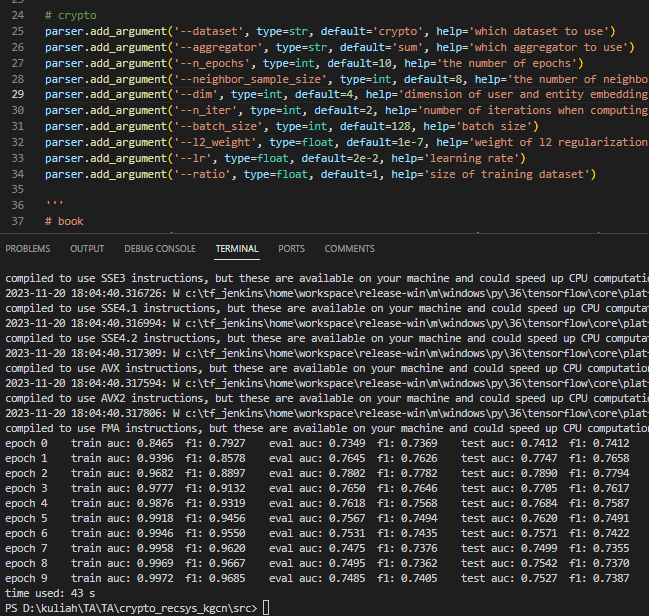 24 # crypto
25 parser.add_argument('--dataset', type=str, default='crypto', help='which dataset to use')
26 parser.add_argument('--aggregator', type=str, default='sum', help='which aggregator to use')
27 parser.add_argument('--n_epochs', type=int, default=10, help='the number of epochs')
28 parser.add_argument('--neighbor_sample_size', type=int, default=8, help='the number of neighbo
29 parser.add_argument('--dim', type=int, default=4, help='dimension of user and entity embedding
30 parser.add_argument('--n_iter', type=int, default=2, help='number of iterations when computing
31 parser.add_argument('--batch_size', type=int, default=128, help='batch size')
32 parser.add_argument('--l2_weight', type=float, default=1e-7, help='weight of l2 regularization
33 parser.add_argument('--lr', type=float, default=2e-2, help='learning rate')
34 parser.add_argument('--ratio', type=float, default=1, help='size of training dataset')
35
36 '''
37 # book
PROBLEMS OUTPUT DEBUG CONSOLE TERMINAL PORTS COMMENTS
compiled to use SSE3 instructions, but these are available on your machine and could speed up CPU computatio
2023-11-20 18:04:40.316726: W c:\tf_jenkins\home\workspace\release-win\m\windows\py\36\tensorflow\core\plat
compiled to use SSE4.1 instructions, but these are available on your machine and could speed up CPU computat
2023-11-20 18:04:40.316994: W c:\tf_jenkins\home\workspace\release-win\m\windows\py\36\tensorflow\core\plat
compiled to use SSE4.2 instructions, but these are available on your machine and could speed up CPU computat
2023-11-20 18:04:40.317309: W c:\tf_jenkins\home\workspace\release-win\m\windows\py\36\tensorflow\core\plat
compiled to use AVX instructions, but these are available on your machine and could speed up CPU computation
2023-11-20 18:04:40.317594: W c:\tf_jenkins\home\workspace\release-win\m\windows\py\36\tensorflow\core\plat
compiled to use AVX2 instructions, but these are available on your machine and could speed up CPU computatio
2023-11-20 18:04:40.317806: W c:\tf_jenkins\home\workspace\release-win\m\windows\py\36\tensorflow\core\plat
compiled to use FMA instructions, but these are available on your machine and could speed up CPU computation
epoch 0 train auc: 0.8465 f1: 0.7927 eval auc: 0.7349 f1: 0.7369 test auc: 0.7412 f1: 0.7412
epoch 1 train auc: 0.9396 f1: 0.8578 eval auc: 0.7645 f1: 0.7626 test auc: 0.7747 f1: 0.7658
epoch 2 train auc: 0.9682 f1: 0.8897 eval auc: 0.7802 f1: 0.7782 test auc: 0.7890 f1: 0.7794
epoch 3 train auc: 0.9777 f1: 0.9132 eval auc: 0.7650 f1: 0.7646 test auc: 0.7705 f1: 0.7617
epoch 4 train auc: 0.9876 f1: 0.9319 eval auc: 0.7618 f1: 0.7568 test auc: 0.7684 f1: 0.7587
epoch 5 train auc: 0.9918 f1: 0.9456 eval auc: 0.7567 f1: 0.7494 test auc: 0.7620 f1: 0.7491
epoch 6 train auc: 0.9946 f1: 0.9550 eval auc: 0.7531 f1: 0.7435 test auc: 0.7571 f1: 0.7422
epoch 7 train auc: 0.9958 f1: 0.9620 eval auc: 0.7475 f1: 0.7376 test auc: 0.7499 f1: 0.7355
epoch 8 train auc: 0.9969 f1: 0.9667 eval auc: 0.7495 f1: 0.7362 test auc: 0.7542 f1: 0.7370
epoch 9 train auc: 0.9972 f1: 0.9685 eval auc: 0.7485 f1: 0.7405 test auc: 0.7527 f1: 0.7387
time used: 43 s
PS D:\kuliah\TA\TA\crypto_recsys_kgcn\src>